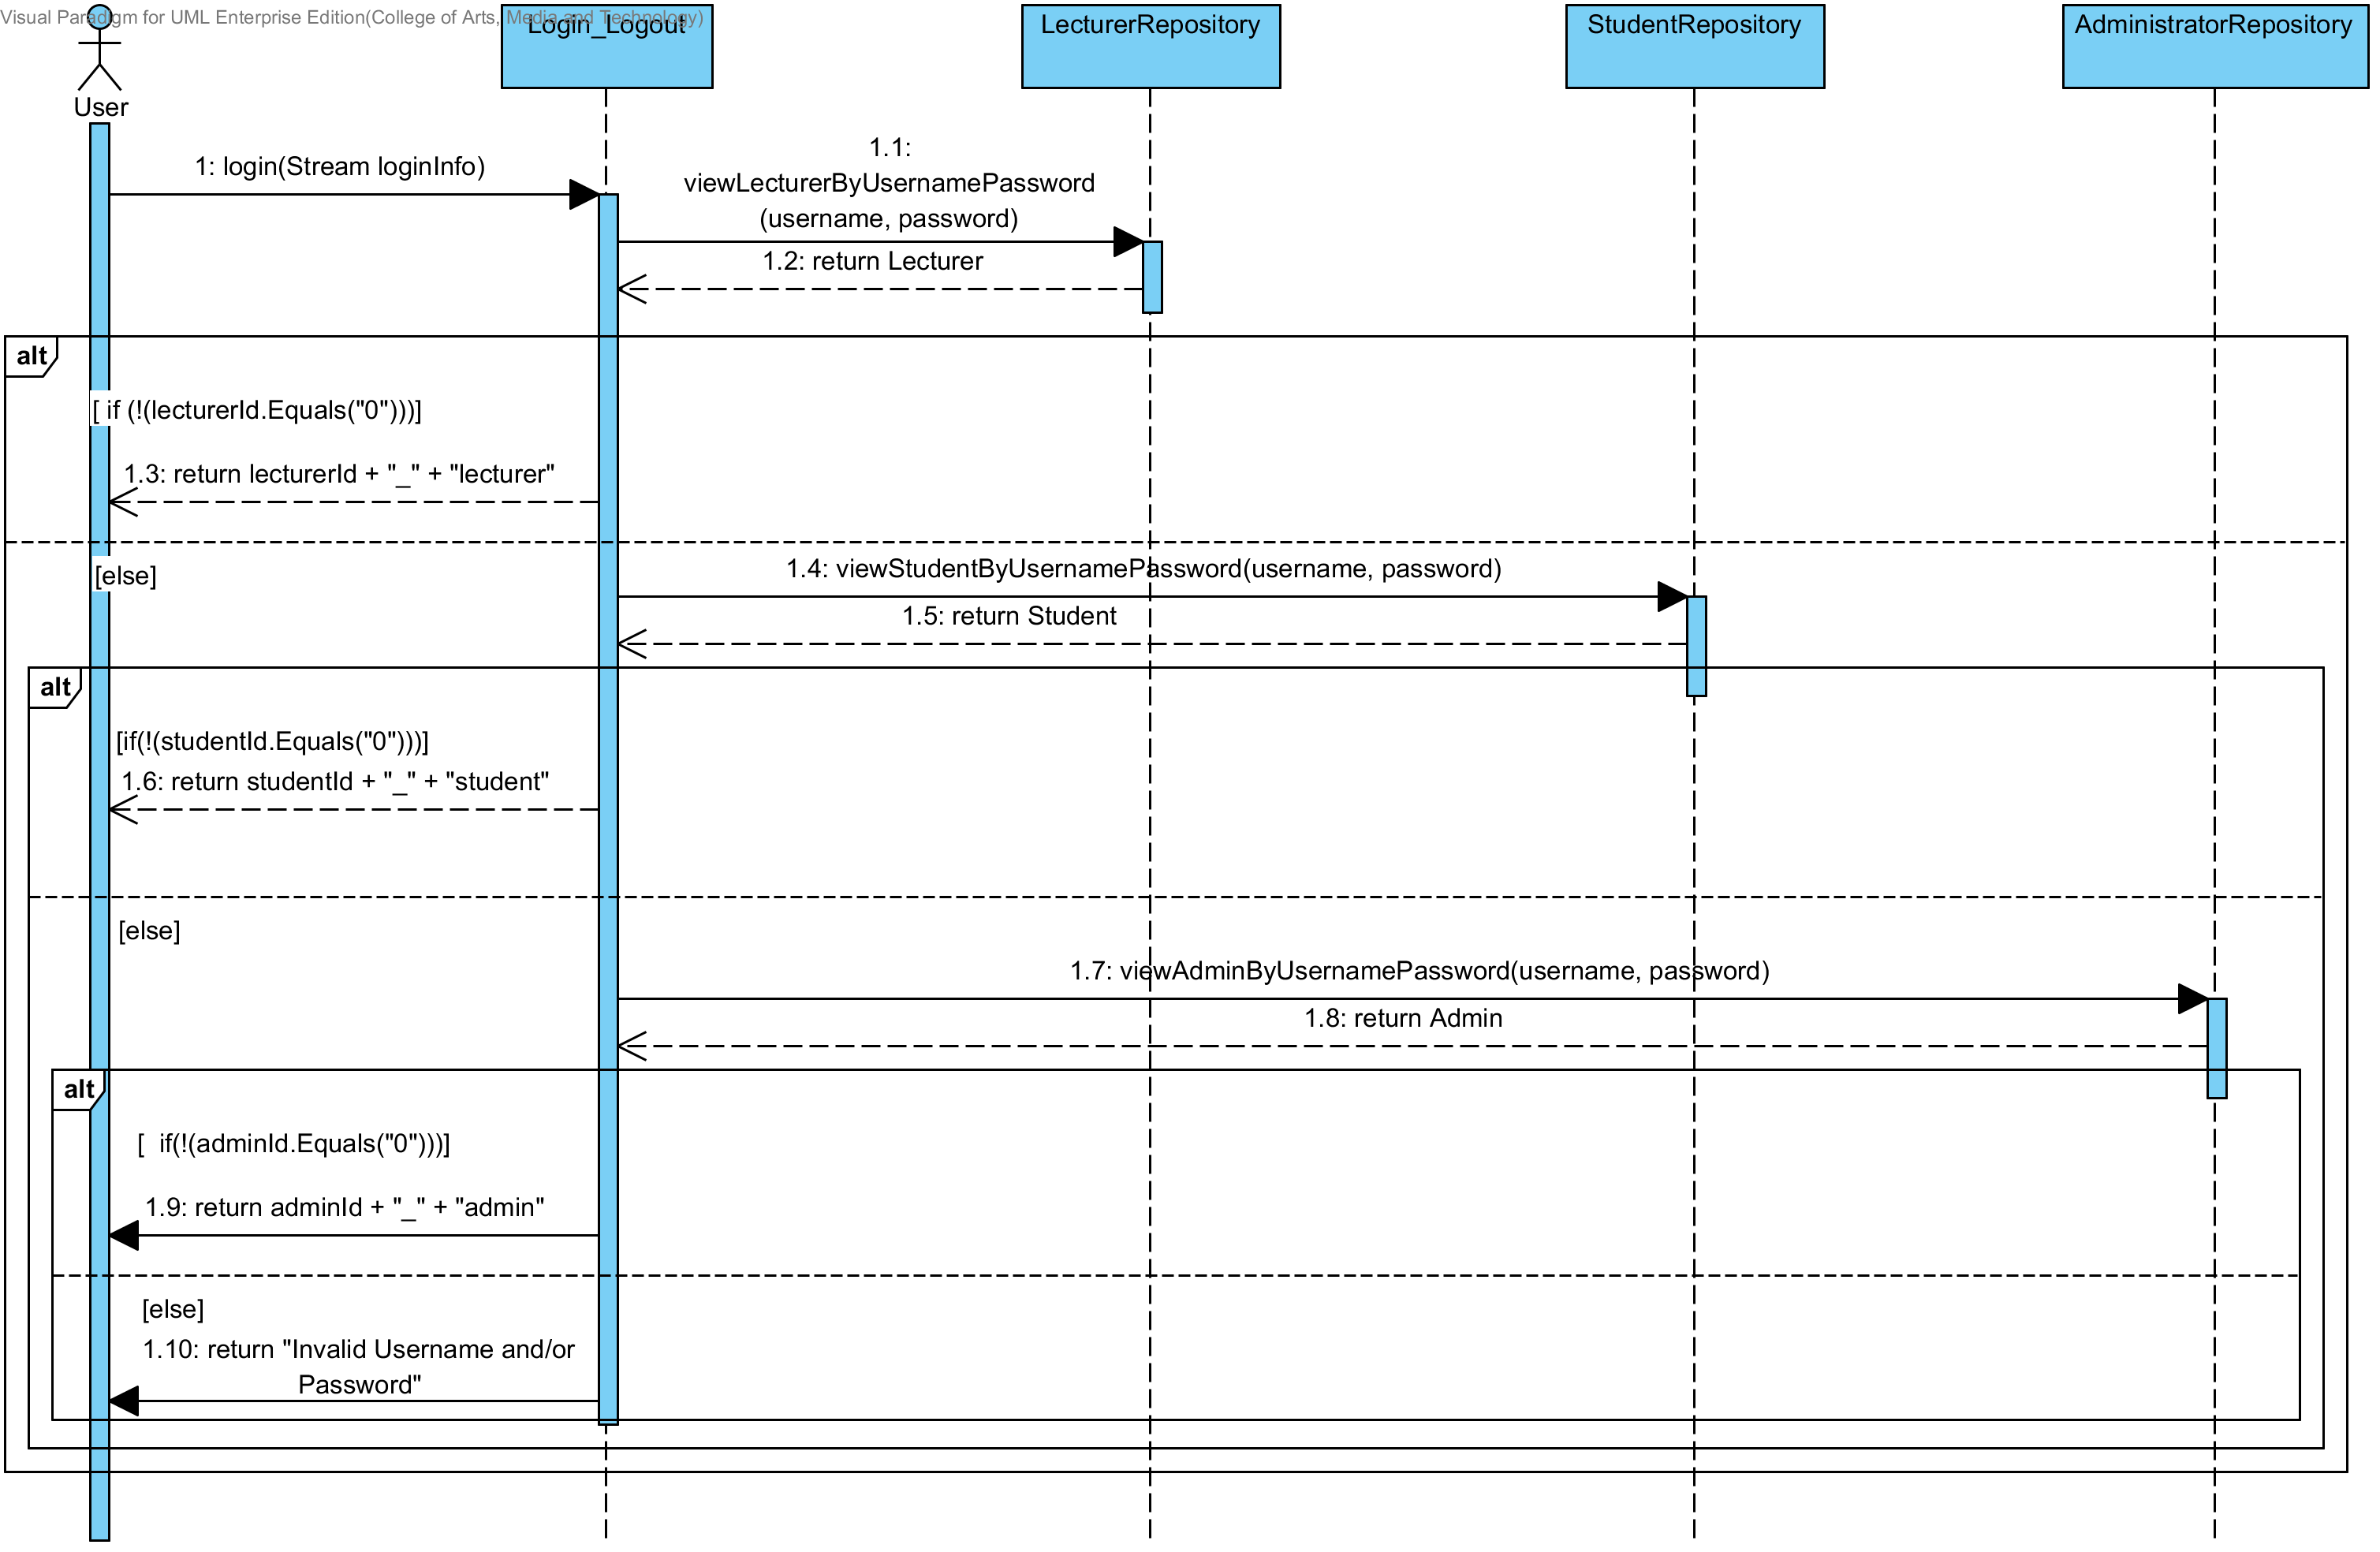 Visual Paradigm for UML Enterprise Edition(College of Arts, Media and Technology)
User
Login_Logout
LecturerRepository
StudentRepository
AdministratorRepository
1: login(Stream loginInfo)
1.1:
viewLecturerByUsernamePassword
(username, password)
1.2: return Lecturer
alt
[ if (!(lecturerId.Equals("0")))]
1.3: return lecturerId + "_" + "lecturer"
[else]
1.4: viewStudentByUsernamePassword(username, password)
1.5: return Student
alt
[if(!(studentId.Equals("0")))]
1.6: return studentId + "_" + "student"
[else]
1.7: viewAdminByUsernamePassword(username, password)
1.8: return Admin
alt
[  if(!(adminId.Equals("0")))]
1.9: return adminId + "_" + "admin"
[else]
1.10: return "Invalid Username and/or
Password"